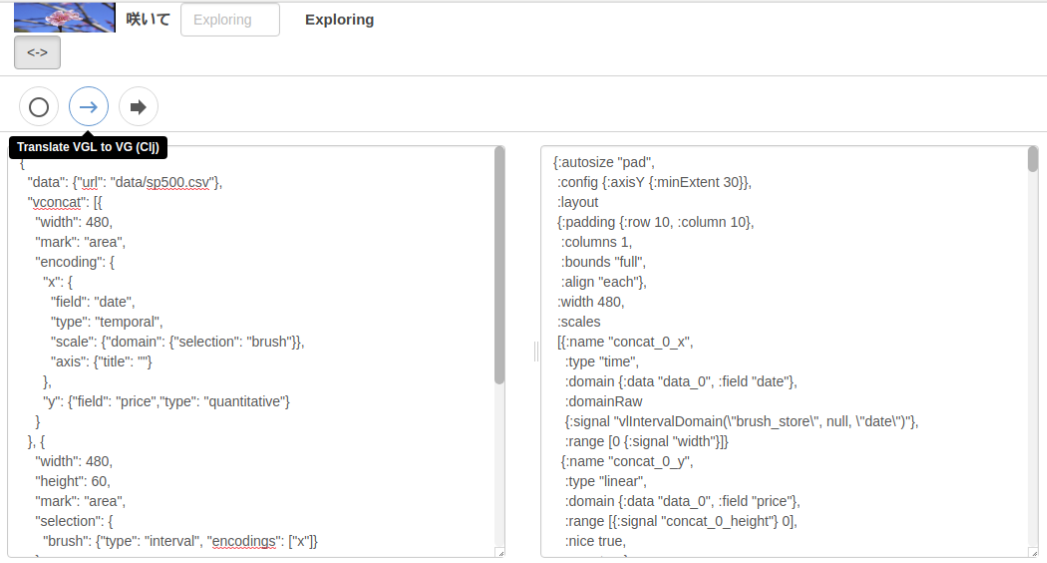 咲いて Exploring Exploring
<->
Translate VGL to VG (Clj)
{
"data": {"url": "data/sp500.csv"},
"vconcat": [{
"width": 480,
"mark": "area",
"encoding": {
"x": {
"field": "date",
"type": "temporal",
"scale": {"domain": {"selection": "brush"}},
"axis": {"title": ""}
},
"y": {"field": "price","type": "quantitative"}
}
}, {
"width": 480,
"height": 60,
"mark": "area",
"selection": {
"brush": {"type": "interval", "encodings": ["x"]}
{:autosize "pad",
:config {:axisY {:minExtent 30}},
:layout
{:padding {:row 10, :column 10},
:columns 1,
:bounds "full",
:align "each"},
:width 480,
:scales
[{:name "concat_0_x",
:type "time",
:domain {:data "data_0", :field "date"},
:domainRaw
{:signal "vlIntervalDomain(\"brush_store\", null, \"date\")"},
:range [0 {:signal "width"}]}
{:name "concat_0_y",
:type "linear",
:domain {:data "data_0", :field "price"},
:range [{:signal "concat_0_height"} 0],
:nice true,